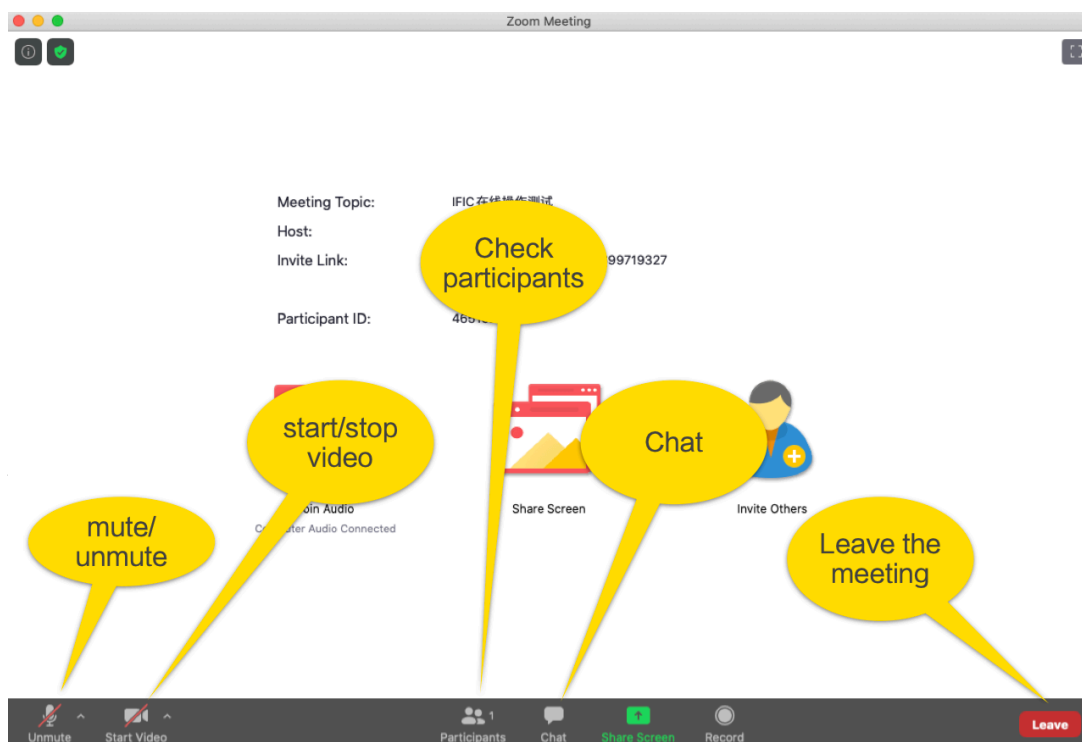 Zoom Meeting
Meeting Topic:
IFIC在线操作测试
Host:
Invite Link:
99719327
Participant ID:
Check
participants
start/stop
video
Chat
mute/
unmute
Leave the
meeting
Audio
Share Screen
Invite Others
Audio Connected
Unmute
Start Video
Participants
1
Chat
Share Screen
Record
Leave